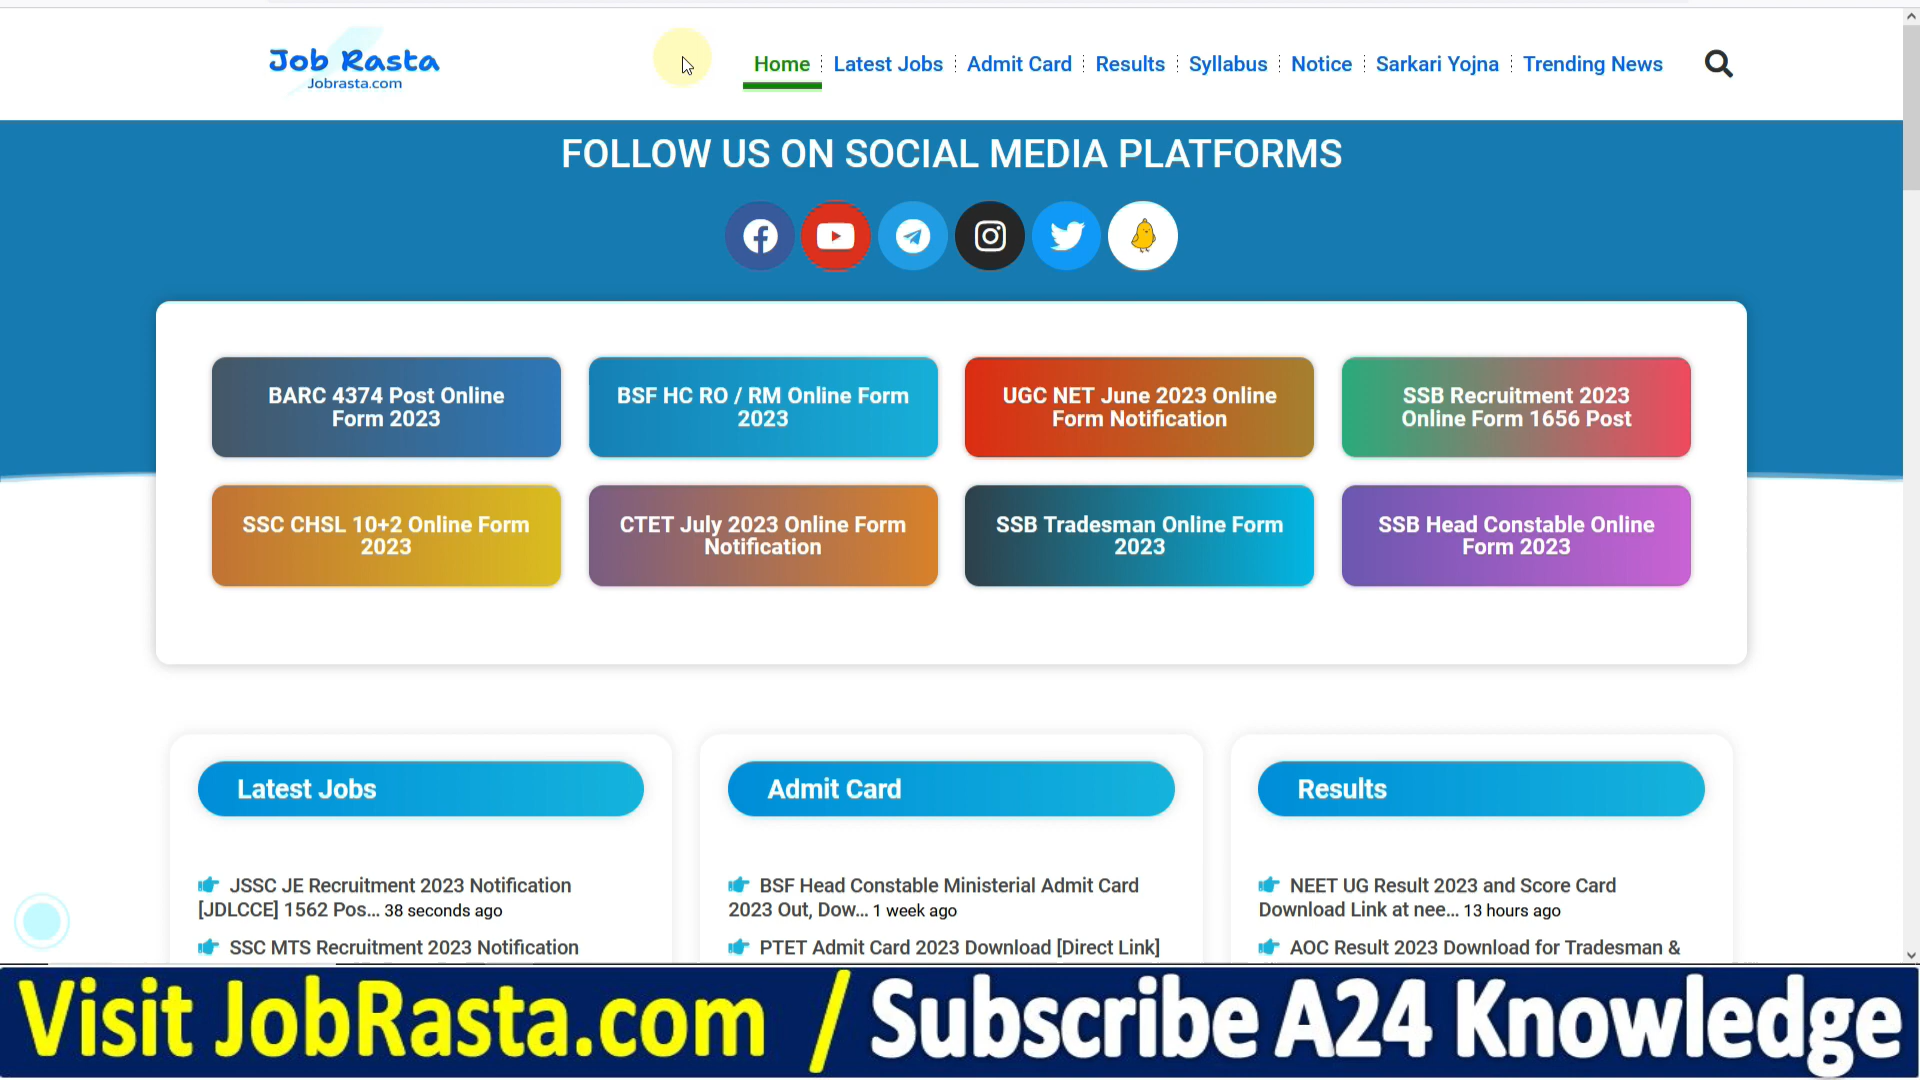 Job Rasta
Jobrasta.com
Home
Latest Jobs
Admit Card
Results
Syllabus
Notice
Sarkari Yojna
Trending News
FOLLOW US ON SOCIAL MEDIA PLATFORMS
BARC 4374 Post Online
Form 2023
BSF HC RO / RM Online Form
2023
UGC NET June 2023 Online
Form Notification
SSB Recruitment 2023
Online Form 1656 Post
SSC CHSL 10+2 Online Form
2023
CTET July 2023 Online Form
Notification
SSB Tradesman Online Form
2023
SSB Head Constable Online
Form 2023
Latest Jobs
JSSC JE Recruitment 2023 Notification
[JDLCCE] 1562 Pos... 38 seconds ago
SSC MTS Recruitment 2023 Notification
Admit Card
BSF Head Constable Ministerial Admit Card
2023 Out, Dow... 1 week ago
PTET Admit Card 2023 Download [Direct Link]
Results
NEET UG Result 2023 and Score Card
Download Link at nee... 13 hours ago
AOC Result 2023 Download for Tradesman &
Visit JobRasta.com / Subscribe A24 Knowledge